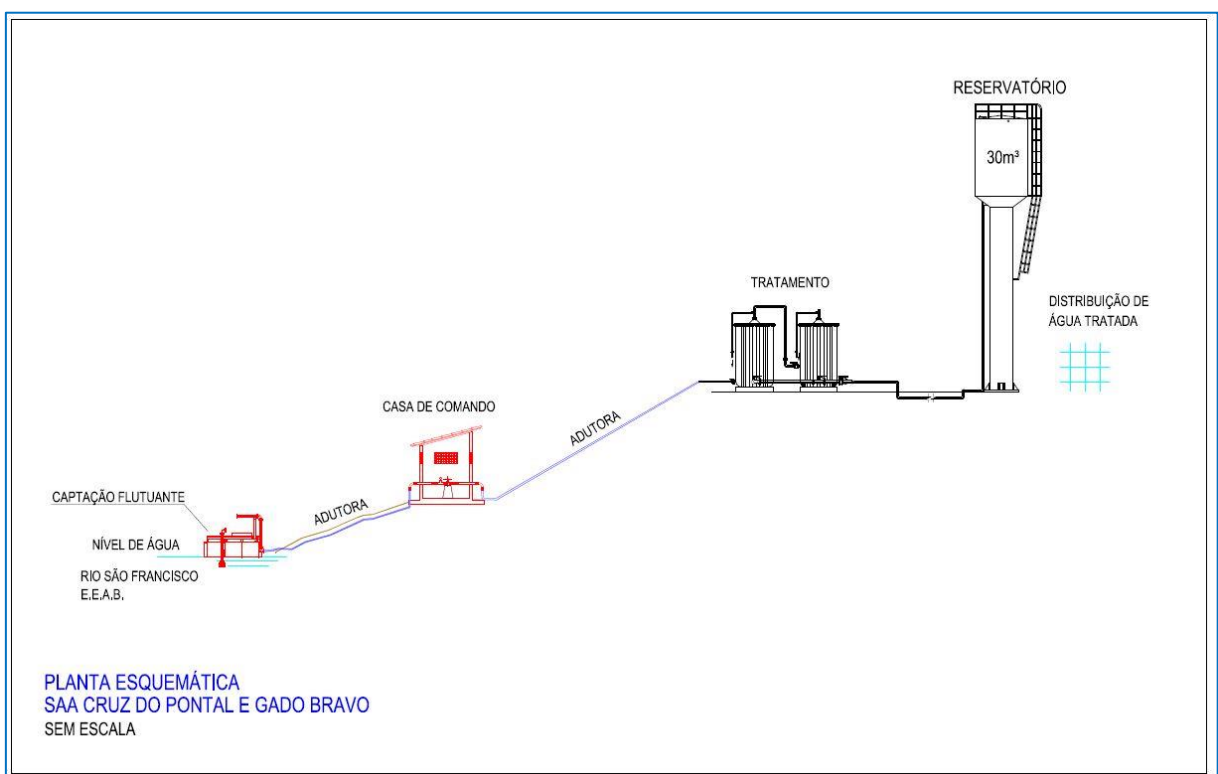 RESERVATÓRIO
30m³
TRATAMENTO
DISTRIBUIÇÃO DE
ÁGUA TRATADA
CASA DE COMANDO
ADUTORA
CAPTAÇÃO FLUTUANTE
ADUTORA
NÍVEL DE ÁGUA
RIO SÃO FRANCISCO
E.E.A.B.
PLANTA ESQUEMÁTICA
SAA CRUZ DO PONTAL E GADO BRAVO
SEM ESCALA